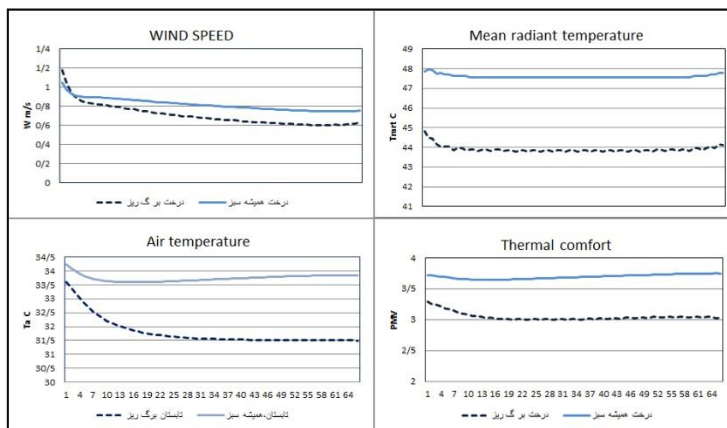 WIND SPEED
1/4
1/2
1
0/8
0/6
0/4
0/2
0
W m/s
درخت برگ ریز درخت همیشه سبز
Mean radiant temperature
49
48
47
46
45
44
43
42
41
Tmrt C
درخت بر گ ریز درخت همیشه سبز
Air temperature
34/5
34
33/5
33
32/5
32
31/5
31
30/5
30
Ta C
1 4 7 10 13 16 19 22 25 28 31 34 37 40 43 46 49 52 55 58 61 64
تابستان برگ ریز تابستان،همیشه سبز
Thermal comfort
4
3/5
3
2/5
2
PMV
1 4 7 10 13 16 19 22 25 28 31 34 37 40 43 46 49 52 55 58 61 64
درخت بر گ ریز درخت همیشه سبز